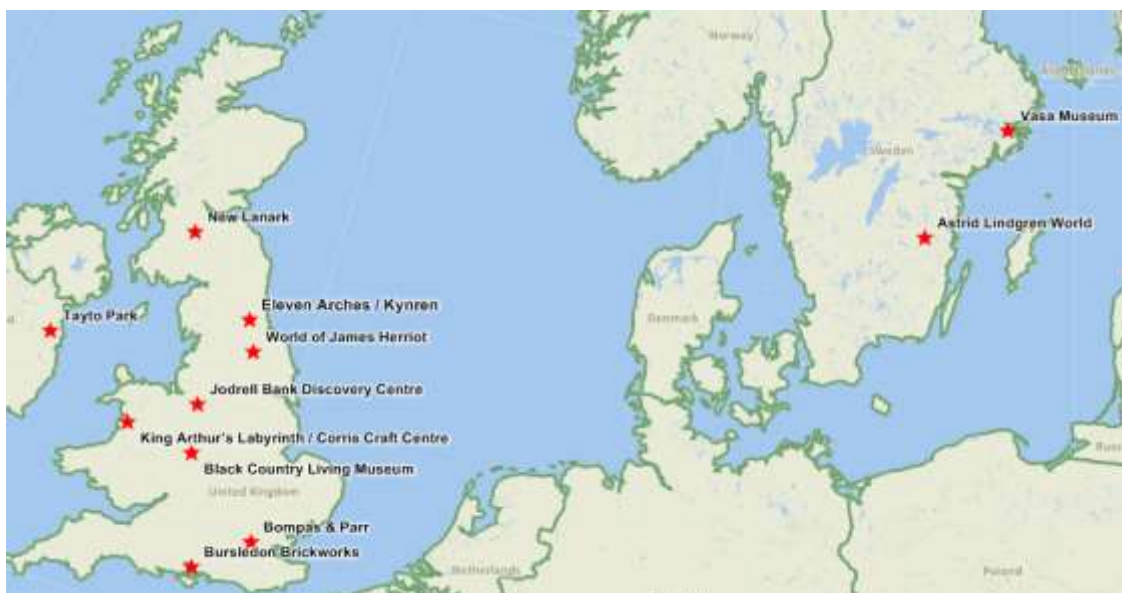 Norway
Åland Islands
Vasa Museum
Sweden
New Lanark
Astrid Lindgren World
Eleven Arches / Kynren
Tayto Park
Denmark
World of James Herriot
Jodrell Bank Discovery Centre
King Arthur's Labyrinth / Corris Craft Centre
Black Country Living Museum
United Kingdom
Bompas & Parr
Bursledon Brickworks
Netherlands
Poland